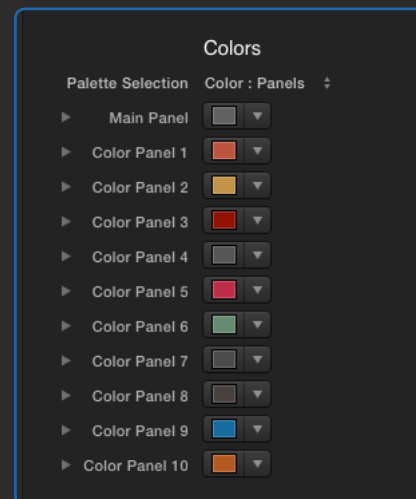 Colors
Palette Selection Color : Panels
Main Panel
Color Panel 1
Color Panel 2
Color Panel 3
Color Panel 4
Color Panel 5
Color Panel 6
Color Panel 7
Color Panel 8
Color Panel 9
Color Panel 10